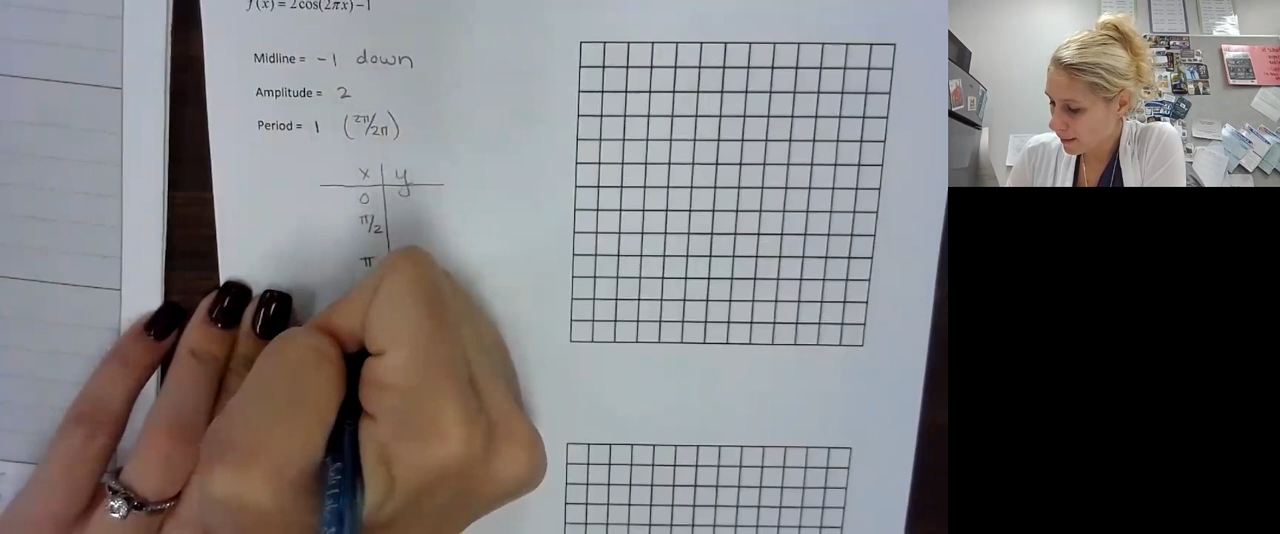 f(x) = 2cos(2πx)−1
Midline = -1 down
Amplitude = 2
Period = 1 (2π/2π)
x y
0
π/2
π